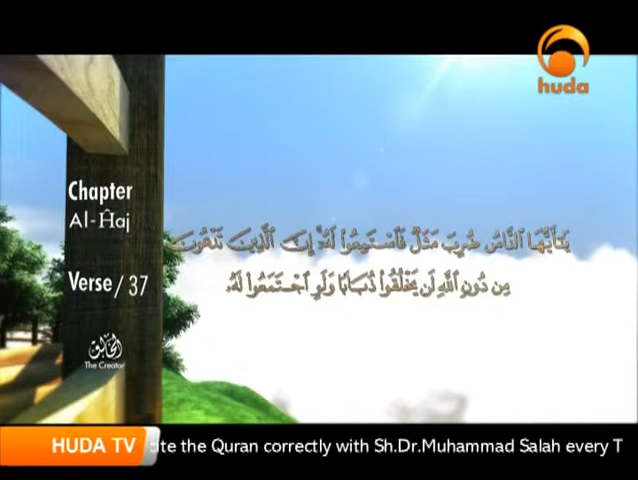 huda
Chapter
Al-Ĥaj
Verse / 37
يَٰٓأَيُّهَا ٱلنَّاسُ ضُرِبَ مَثَلٌ فَٱسْتَمِعُوا۟ لَهُۥٓ إِنَّ ٱلَّذِينَ تَدْعُونَ
مِن دُونِ ٱللَّهِ لَن يَخْلُقُوا۟ ذُبَابًا وَلَوِ ٱجْتَمَعُوا۟ لَهُۥ
الخالق
The Creator
HUDA TV
cite the Quran correctly with Sh.Dr.Muhammad Salah every T